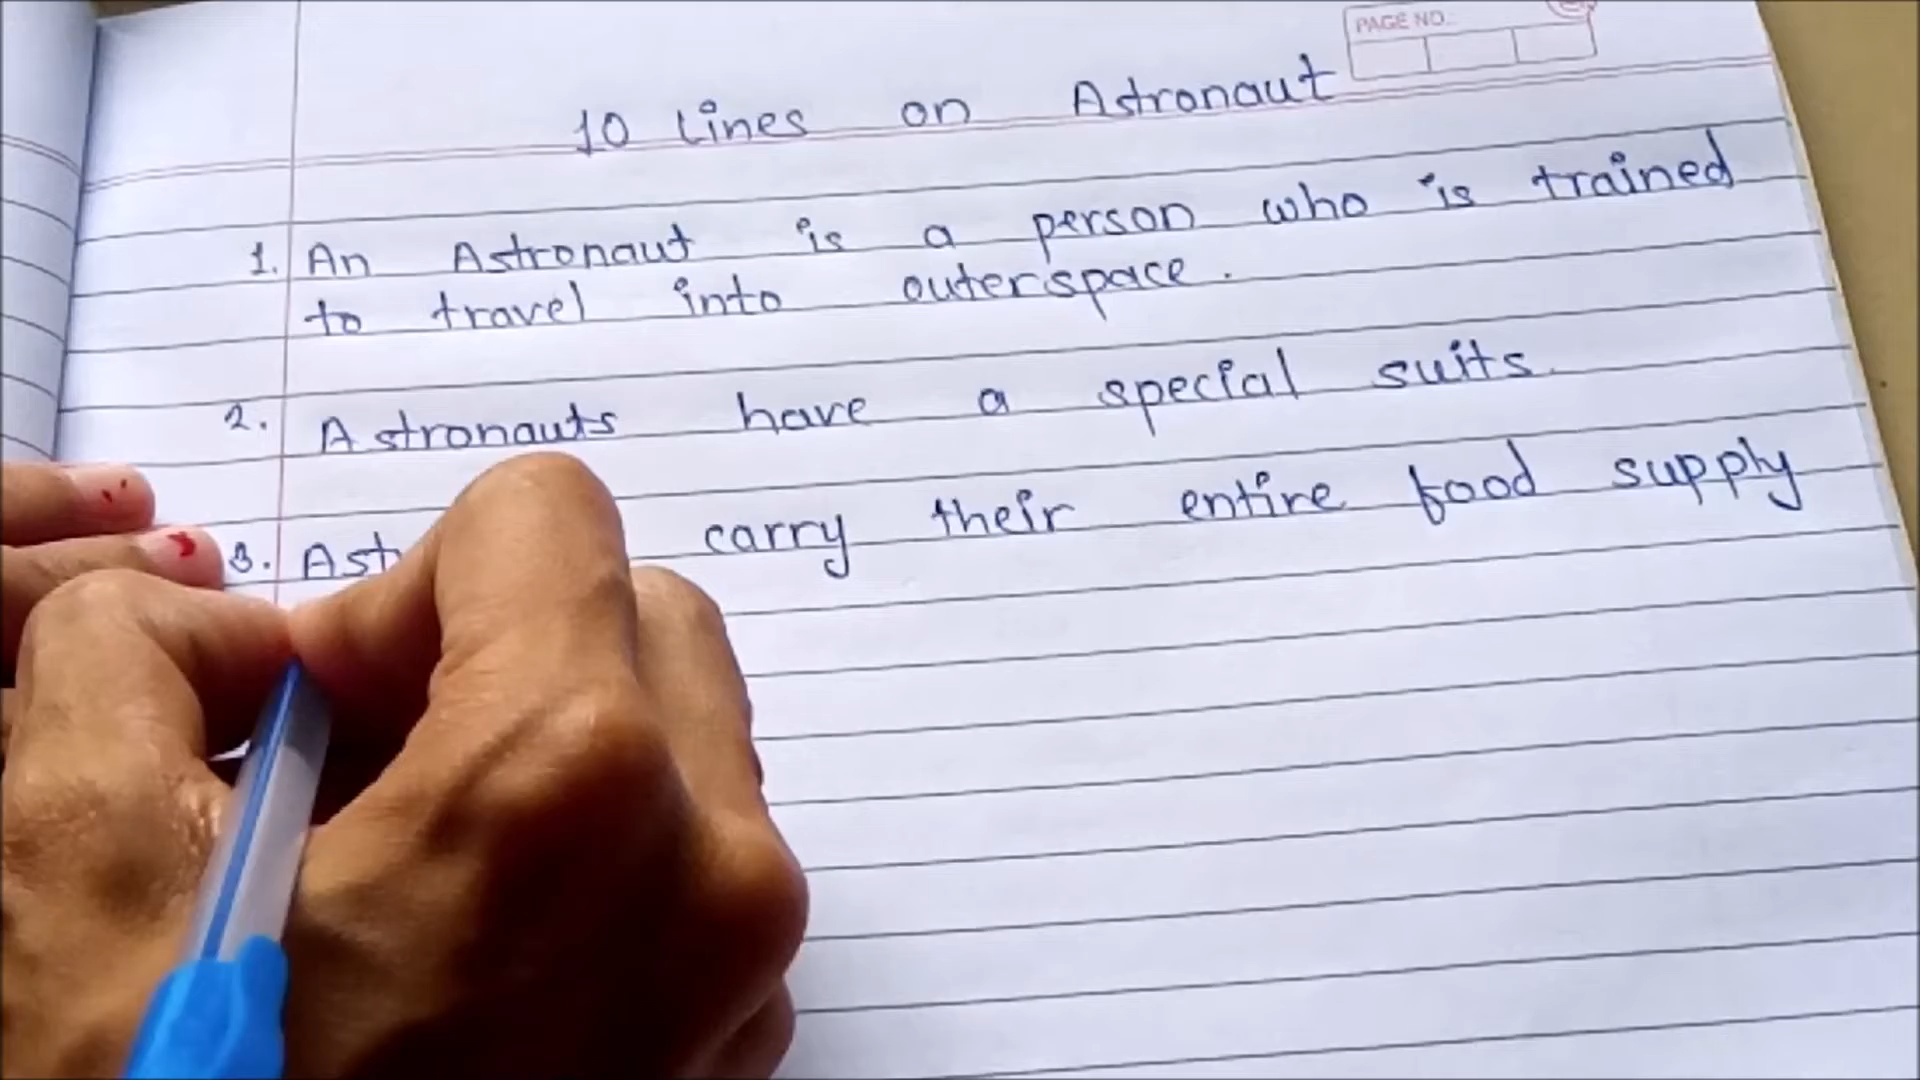 PAGE NO.:
10 Lines on Astronaut
1. An Astronaut is a person who is trained
to travel into outerspace.
2. Astronauts have a special suits.
3. Ast carry their entire food supply